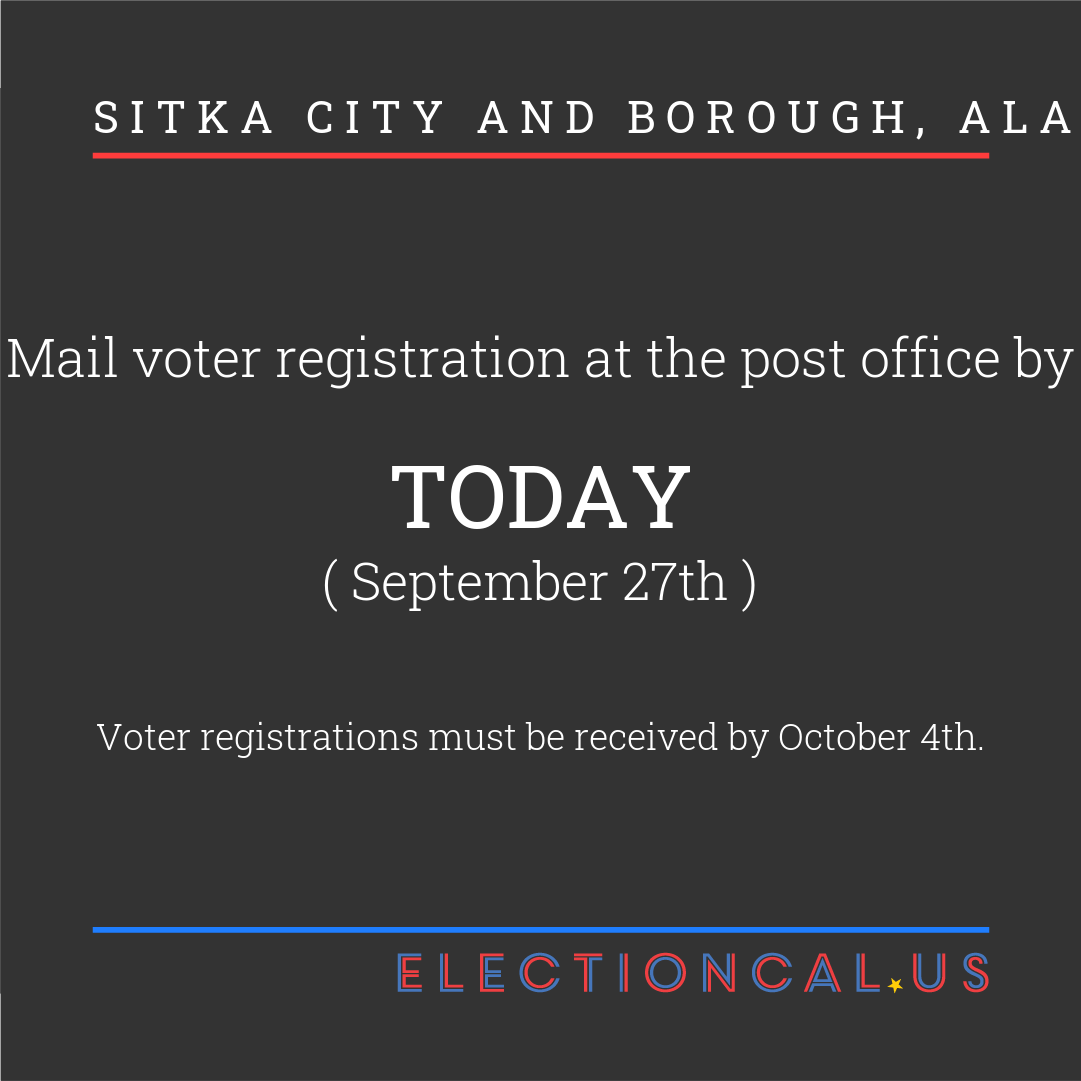 SITKA CITY AND BOROUGH, ALA
Mail voter registration at the post office by
TODAY
( September 27th )
Voter registrations must be received by October 4th.
ELECTIONCAL.US